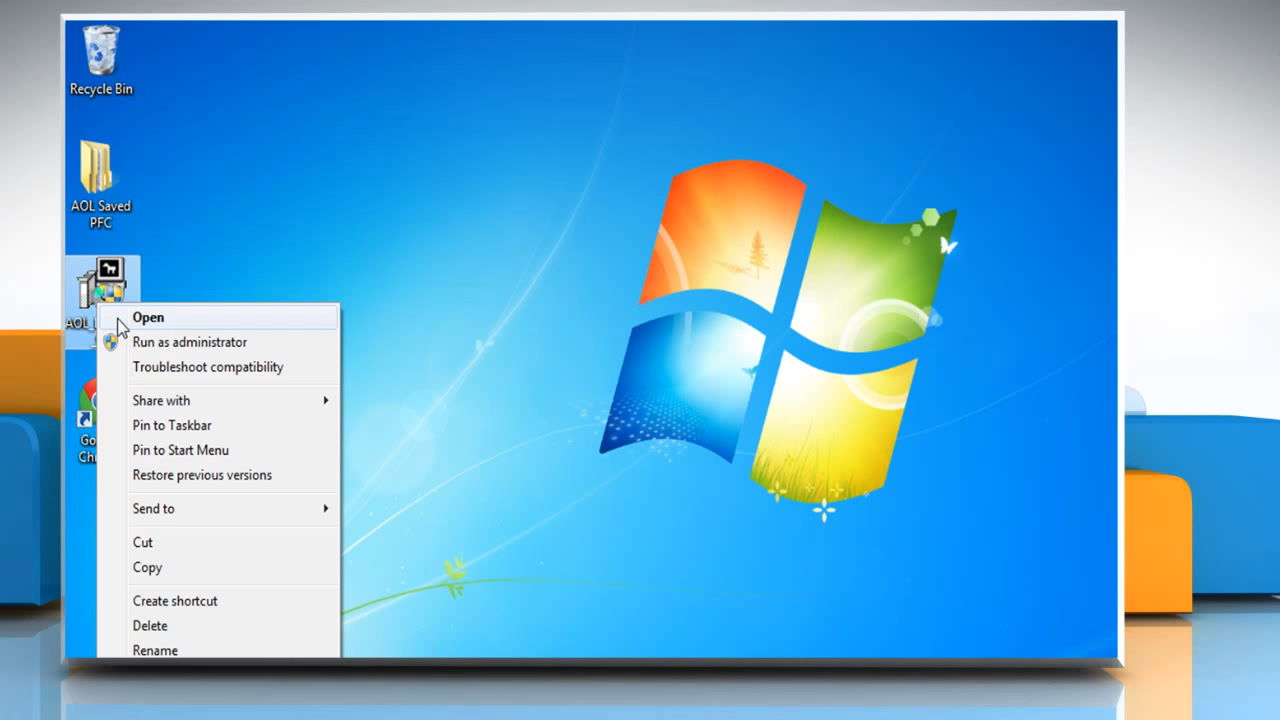 Recycle Bin
AOL Saved
PFC
Open
Run as administrator
Troubleshoot compatibility
Share with
Pin to Taskbar
Pin to Start Menu
Restore previous versions
Send to
Cut
Copy
Create shortcut
Delete
Rename